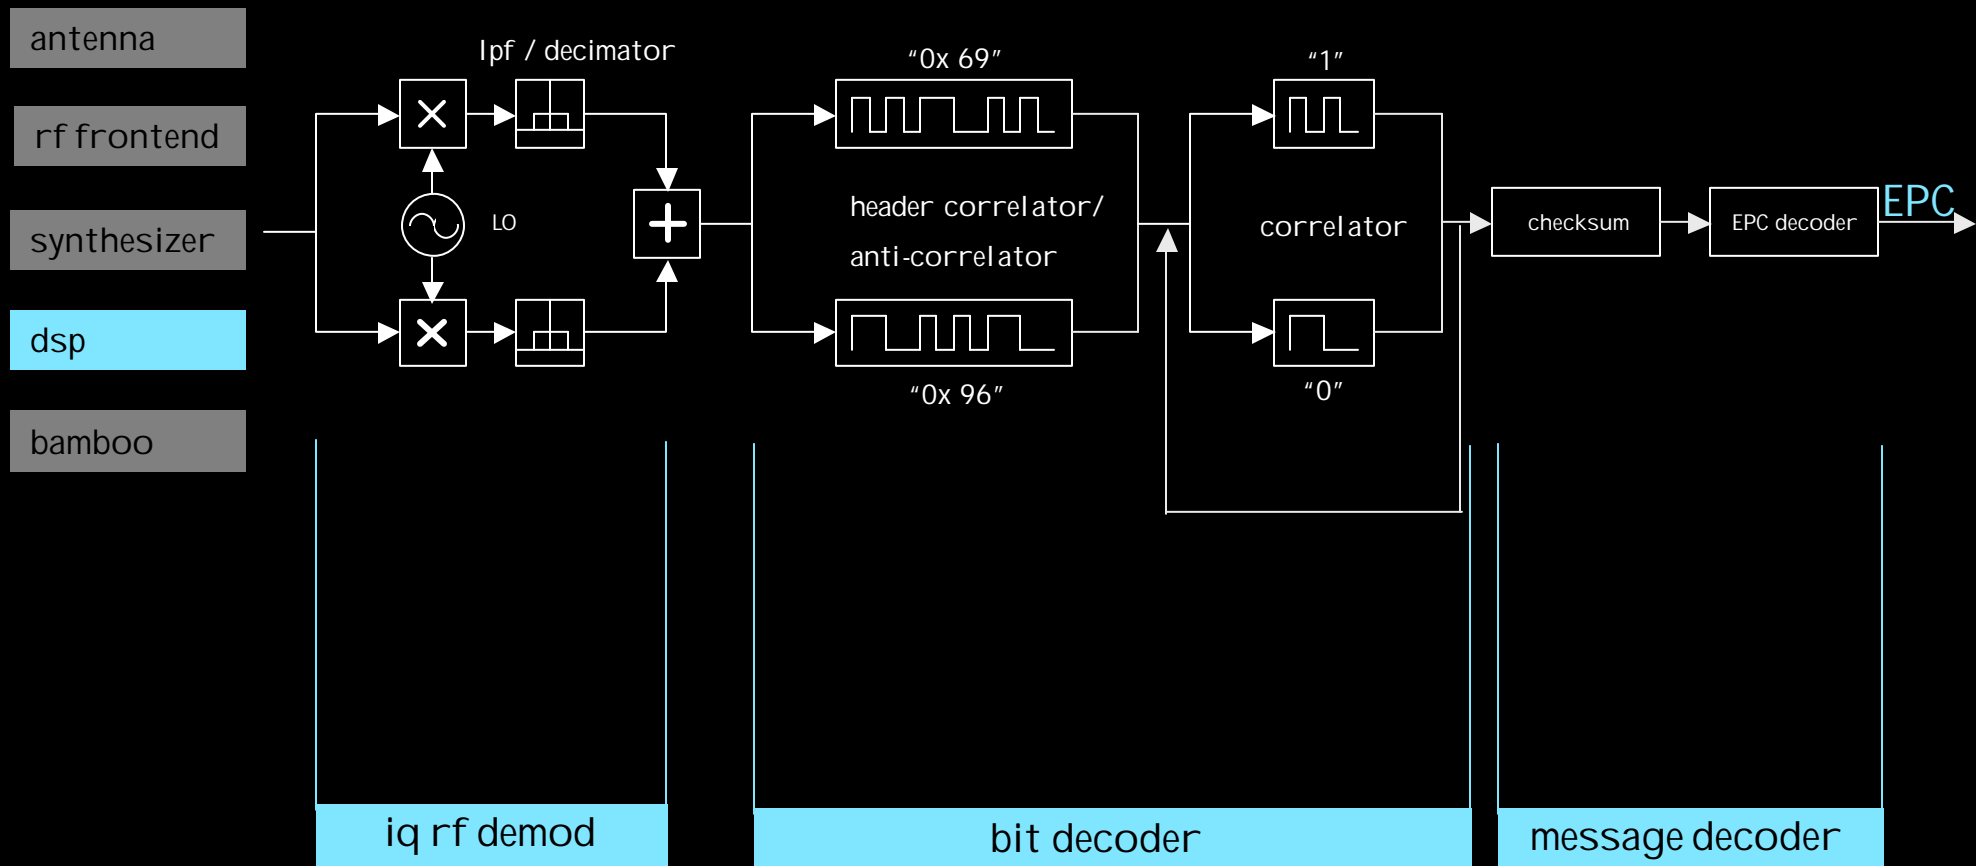 antenna
rf frontend
synthesizer
dsp
bamboo
lpf / decimator
LO
“0x 69”
header correlator/
anti-correlator
“0x 96”
“1”
correlator
“0”
checksum
EPC decoder
EPC
iq rf demod
bit decoder
message decoder